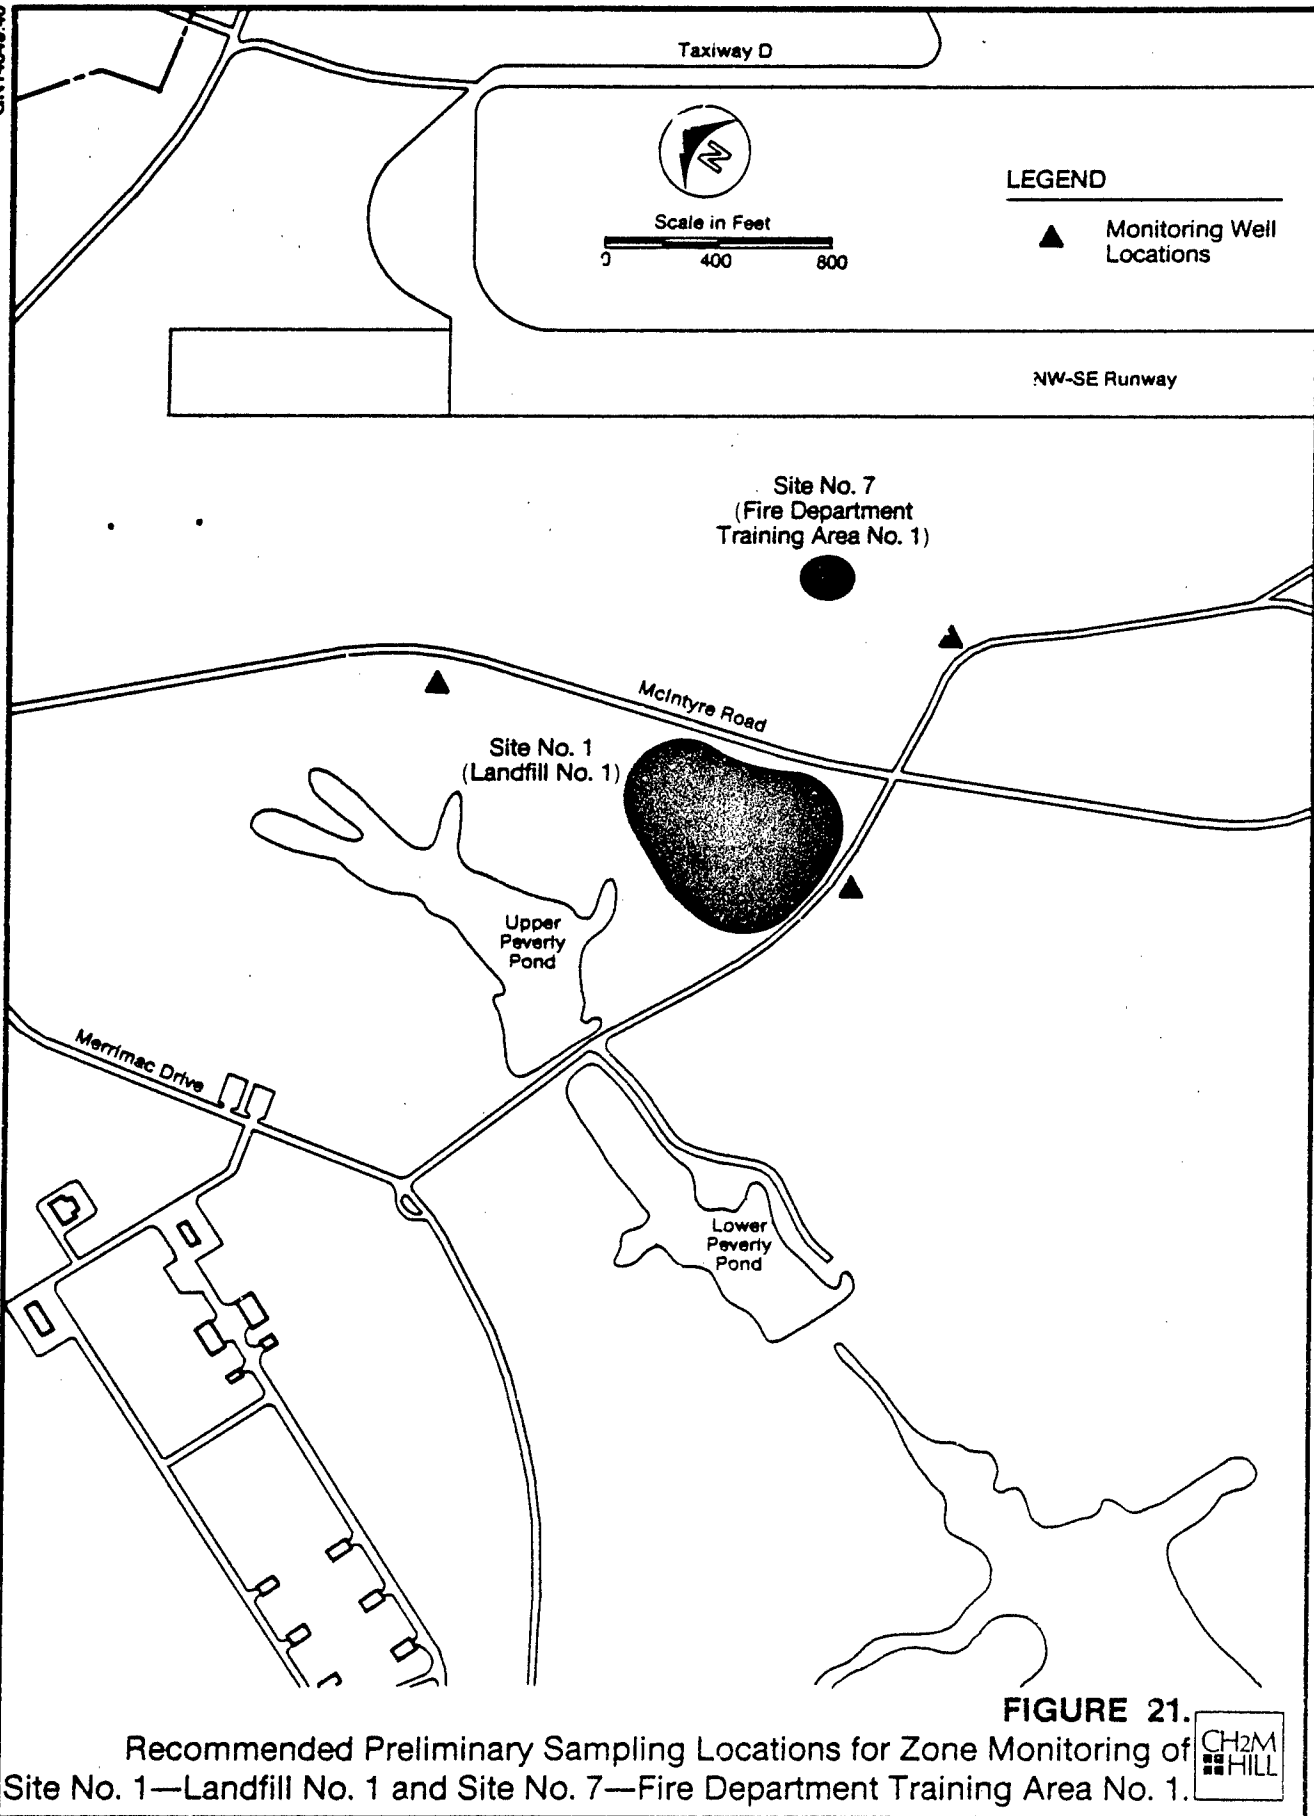 Taxiway D
N
Scale in Feet
0 400 800
LEGEND
▲ Monitoring Well
Locations
NW-SE Runway
Site No. 7
(Fire Department
Training Area No. 1)
McIntyre Road
Site No. 1
(Landfill No. 1)
Upper
Peverty
Pond
Merrimac Drive
Lower
Peverty
Pond
FIGURE 21.
Recommended Preliminary Sampling Locations for Zone Monitoring of
Site No. 1—Landfill No. 1 and Site No. 7—Fire Department Training Area No. 1.
CH2M
HILL